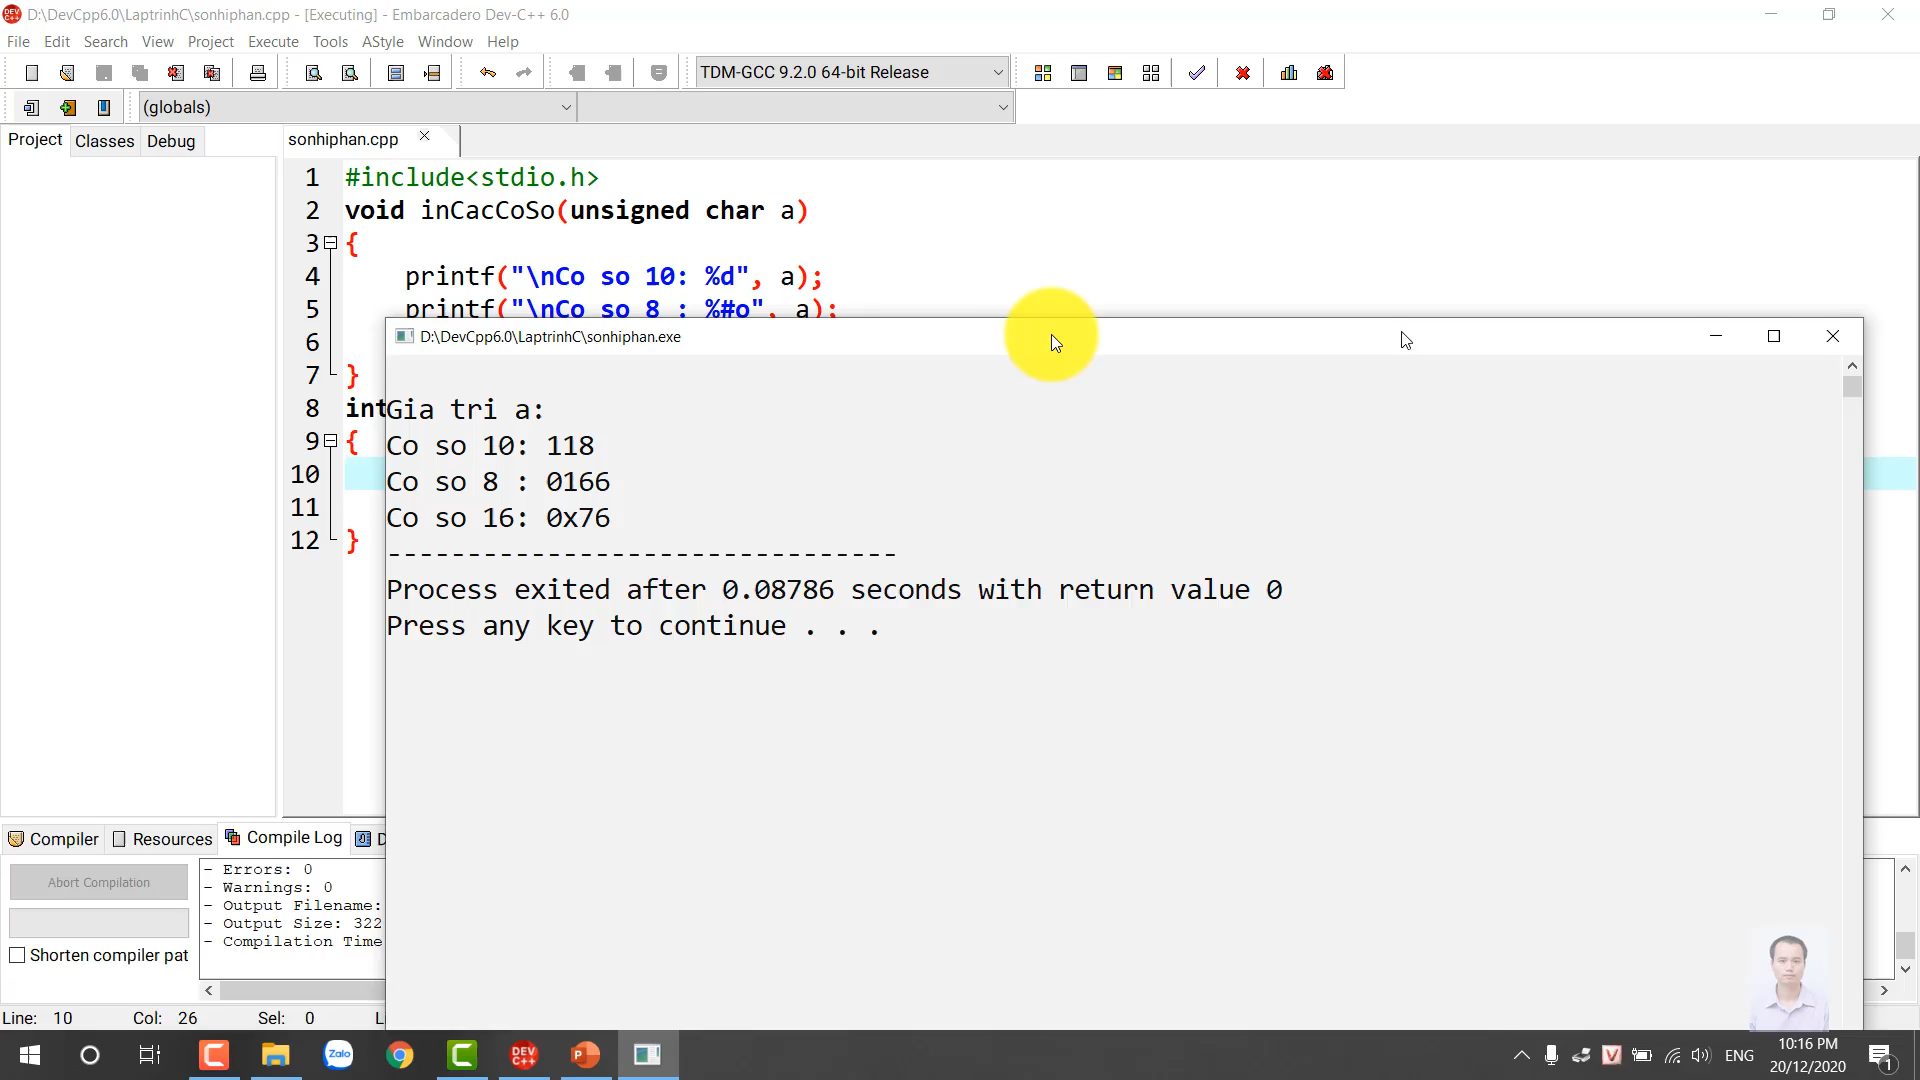 D:\DevCpp6.0\LaptrinhC\sonhiphan.cpp - [Executing] - Embarcadero Dev-C++ 6.0
File Edit Search View Project Execute Tools AStyle Window Help
TDM-GCC 9.2.0 64-bit Release
(globals)
Project Classes Debug
sonhiphan.cpp
1 #include<stdio.h>
2 void inCacCoSo(unsigned char a)
3 {
4 printf("\nCo so 10: %d", a);
5 printf("\nCo so 8 : %#o", a);
6
7 }
8 int
9 {
10
11
12 }
D:\DevCpp6.0\LaptrinhC\sonhiphan.exe
Gia tri a:
Co so 10: 118
Co so 8 : 0166
Co so 16: 0x76
--------------------------------
Process exited after 0.08786 seconds with return value 0
Press any key to continue . . .
Compiler Resources Compile Log D
Abort Compilation
Shorten compiler pat
- Errors: 0
- Warnings: 0
- Output Filename:
- Output Size: 322
- Compilation Time
Line: 10 Col: 26 Sel: 0 L
Zalo
DEV C++
ENG
10:16 PM
20/12/2020
1